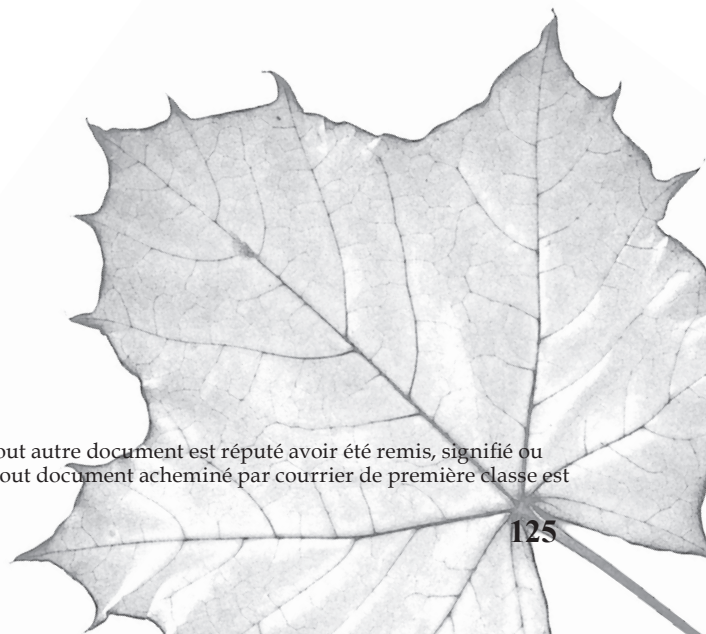 out autre document est réputé avoir été remis, signifié ou
out document acheminé par courrier de première classe est
125